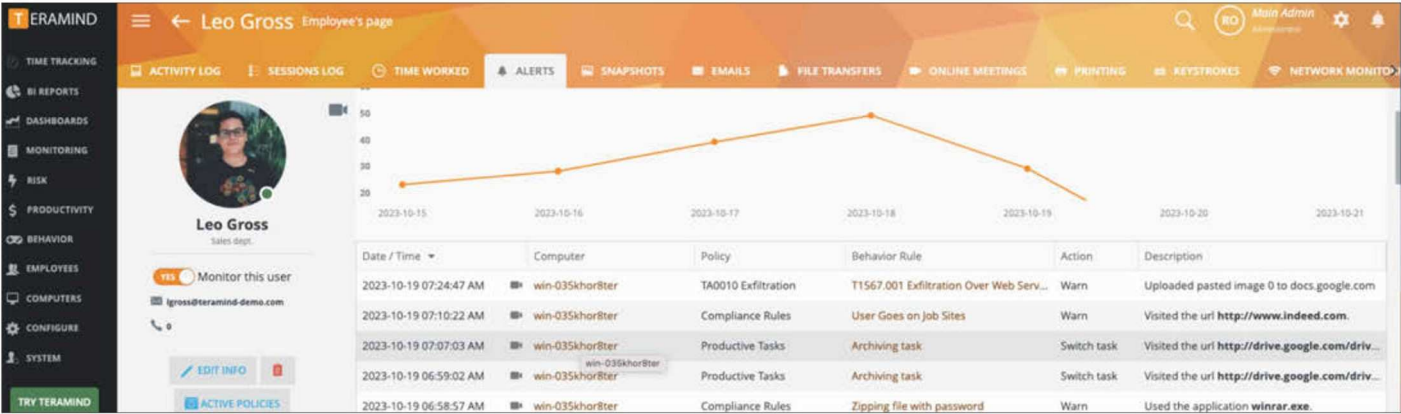 TERAMIND
Leo Gross Employee's page
RO
Main Admin
Administrator
TIME TRACKING
BI REPORTS
DASHBOARDS
MONITORING
RISK
PRODUCTIVITY
BEHAVIOR
EMPLOYEES
COMPUTERS
CONFIGURE
SYSTEM
TRY TERAMIND
ACTIVITY LOG SESSIONS LOG TIME WORKED ALERTS SNAPSHOTS EMAILS FILE TRANSFERS ONLINE MEETINGS PRINTING KEYSTROKES NETWORK MONITO
Leo Gross
Sales dept.
YES Monitor this user
lgross@teramind-demo.com
0
EDIT INFO
ACTIVE POLICIES
50
40
30
20
2023-10-15 2023-10-16 2023-10-17 2023-10-18 2023-10-19 2023-10-20 2023-10-21
Date / Time Computer Policy Behavior Rule Action Description
2023-10-19 07:24:47 AM win-035khor8ter TA0010 Exfiltration T1567.001 Exfiltration Over Web Serv... Warn Uploaded pasted image 0 to docs.google.com
2023-10-19 07:10:22 AM win-035khor8ter Compliance Rules User Goes on Job Sites Warn Visited the url http://www.indeed.com.
2023-10-19 07:07:03 AM win-035khor8ter Productive Tasks Archiving task Switch task Visited the url http://drive.google.com/driv...
win-035khor8ter
2023-10-19 06:59:02 AM win-035khor8ter Productive Tasks Archiving task Switch task Visited the url http://drive.google.com/driv...
2023-10-19 06:58:57 AM win-035khor8ter Compliance Rules Zipping file with password Warn Used the application winrar.exe.